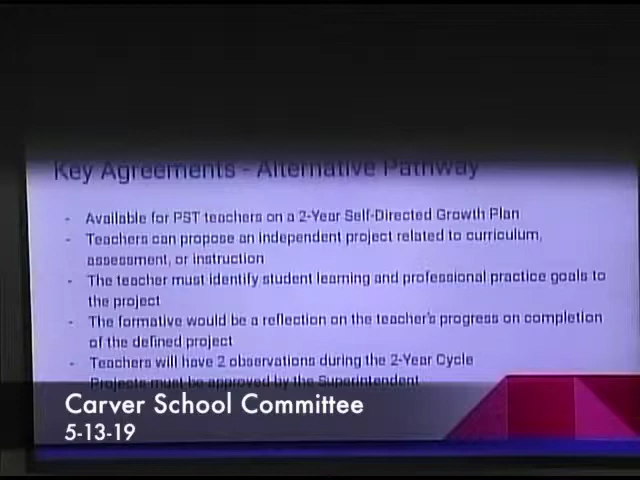 Key Agreements - Alternative Pathway
- Available for PST teachers on a 2-Year Self-Directed Growth Plan
- Teachers can propose an independent project related to curriculum,
assessment, or instruction
- The teacher must identify student learning and professional practice goals to
the project
- The formative would be a reflection on the teacher's progress on completion
of the defined project
- Teachers will have 2 observations during the 2-Year Cycle
Projects must be approved by the Superintendent
Carver School Committee
5-13-19